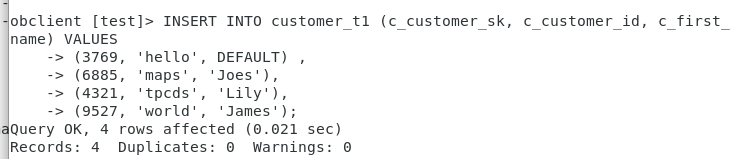 -
-obclient [test]> INSERT INTO customer_t1 (c_customer_sk, c_customer_id, c_first_
name) VALUES
    -> (3769, 'hello', DEFAULT) ,
    -> (6885, 'maps', 'Joes'),
    -> (4321, 'tpcds', 'Lily'),
    -> (9527, 'world', 'James');
aQuery OK, 4 rows affected (0.021 sec)
Records: 4  Duplicates: 0  Warnings: 0